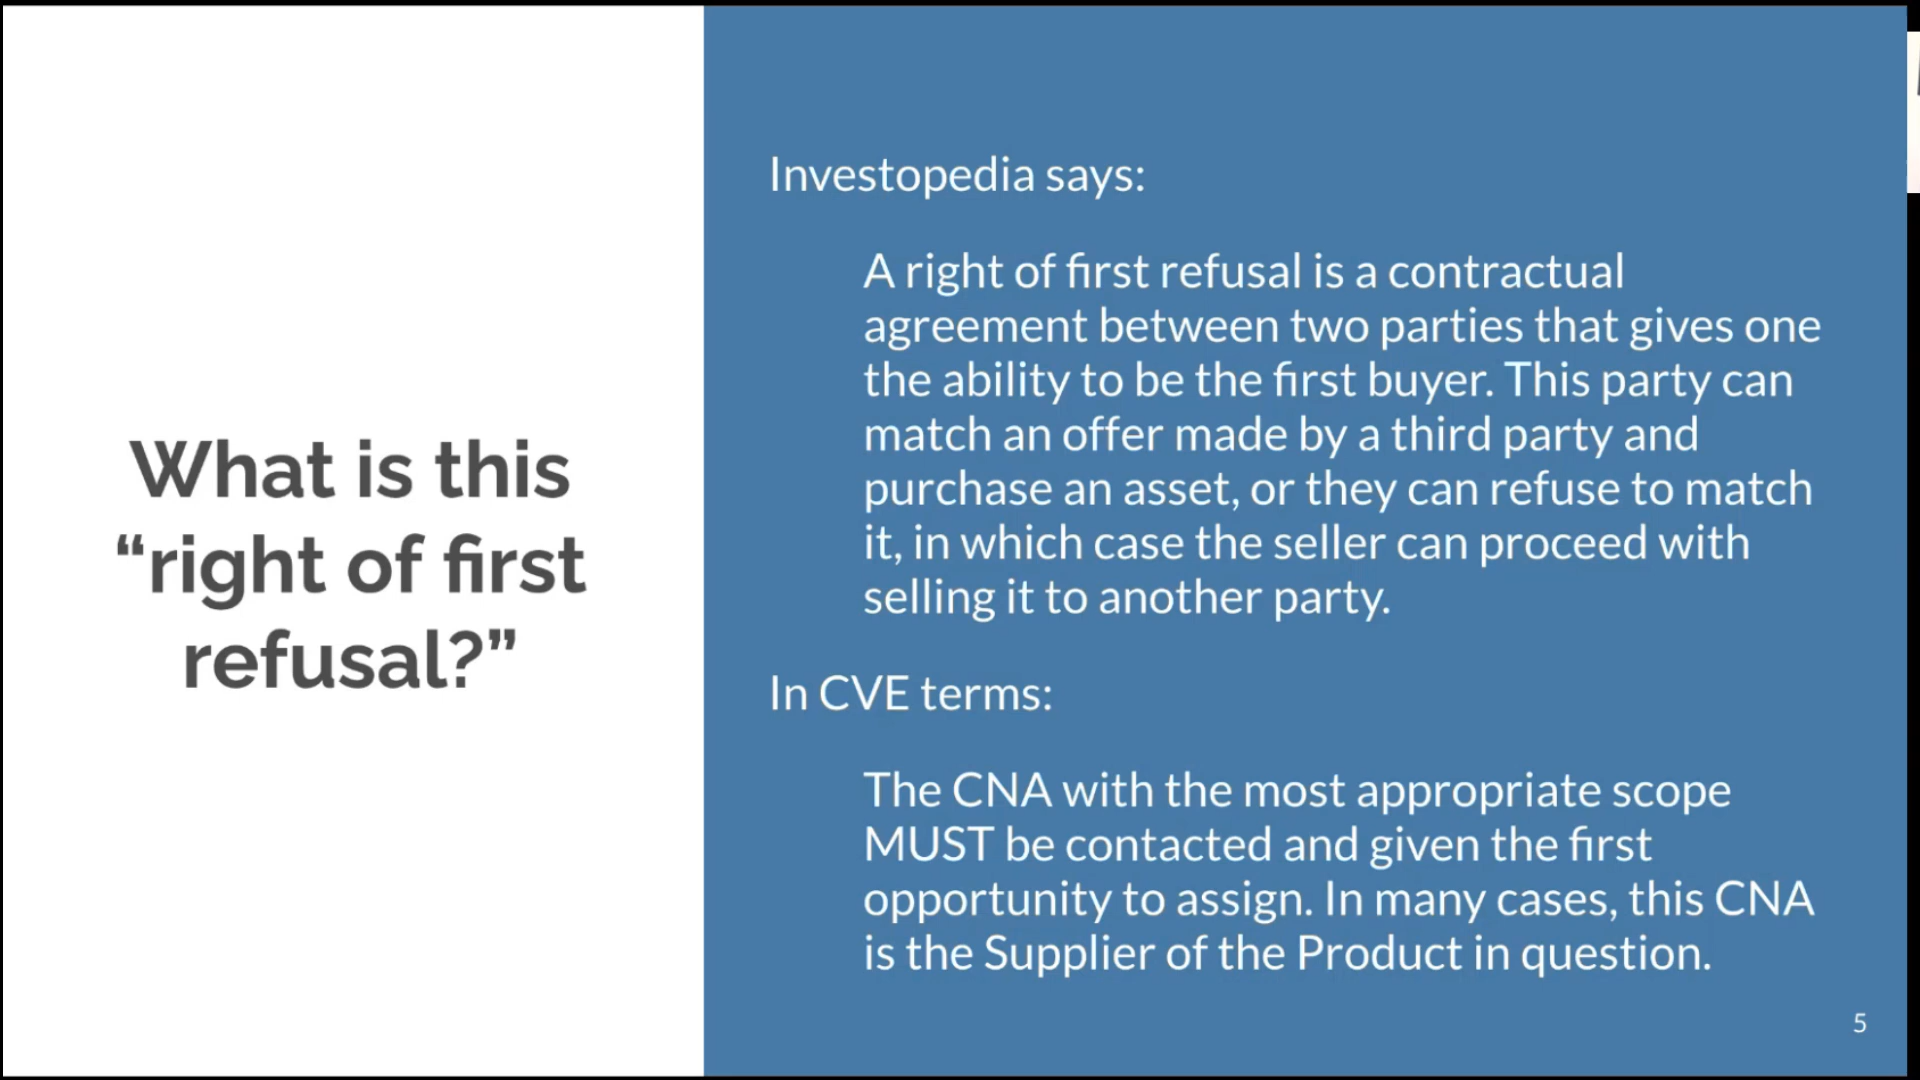 What is this
“right of first
refusal?”
Investopedia says:
A right of first refusal is a contractual
agreement between two parties that gives one
the ability to be the first buyer. This party can
match an offer made by a third party and
purchase an asset, or they can refuse to match
it, in which case the seller can proceed with
selling it to another party.
In CVE terms:
The CNA with the most appropriate scope
MUST be contacted and given the first
opportunity to assign. In many cases, this CNA
is the Supplier of the Product in question.
5